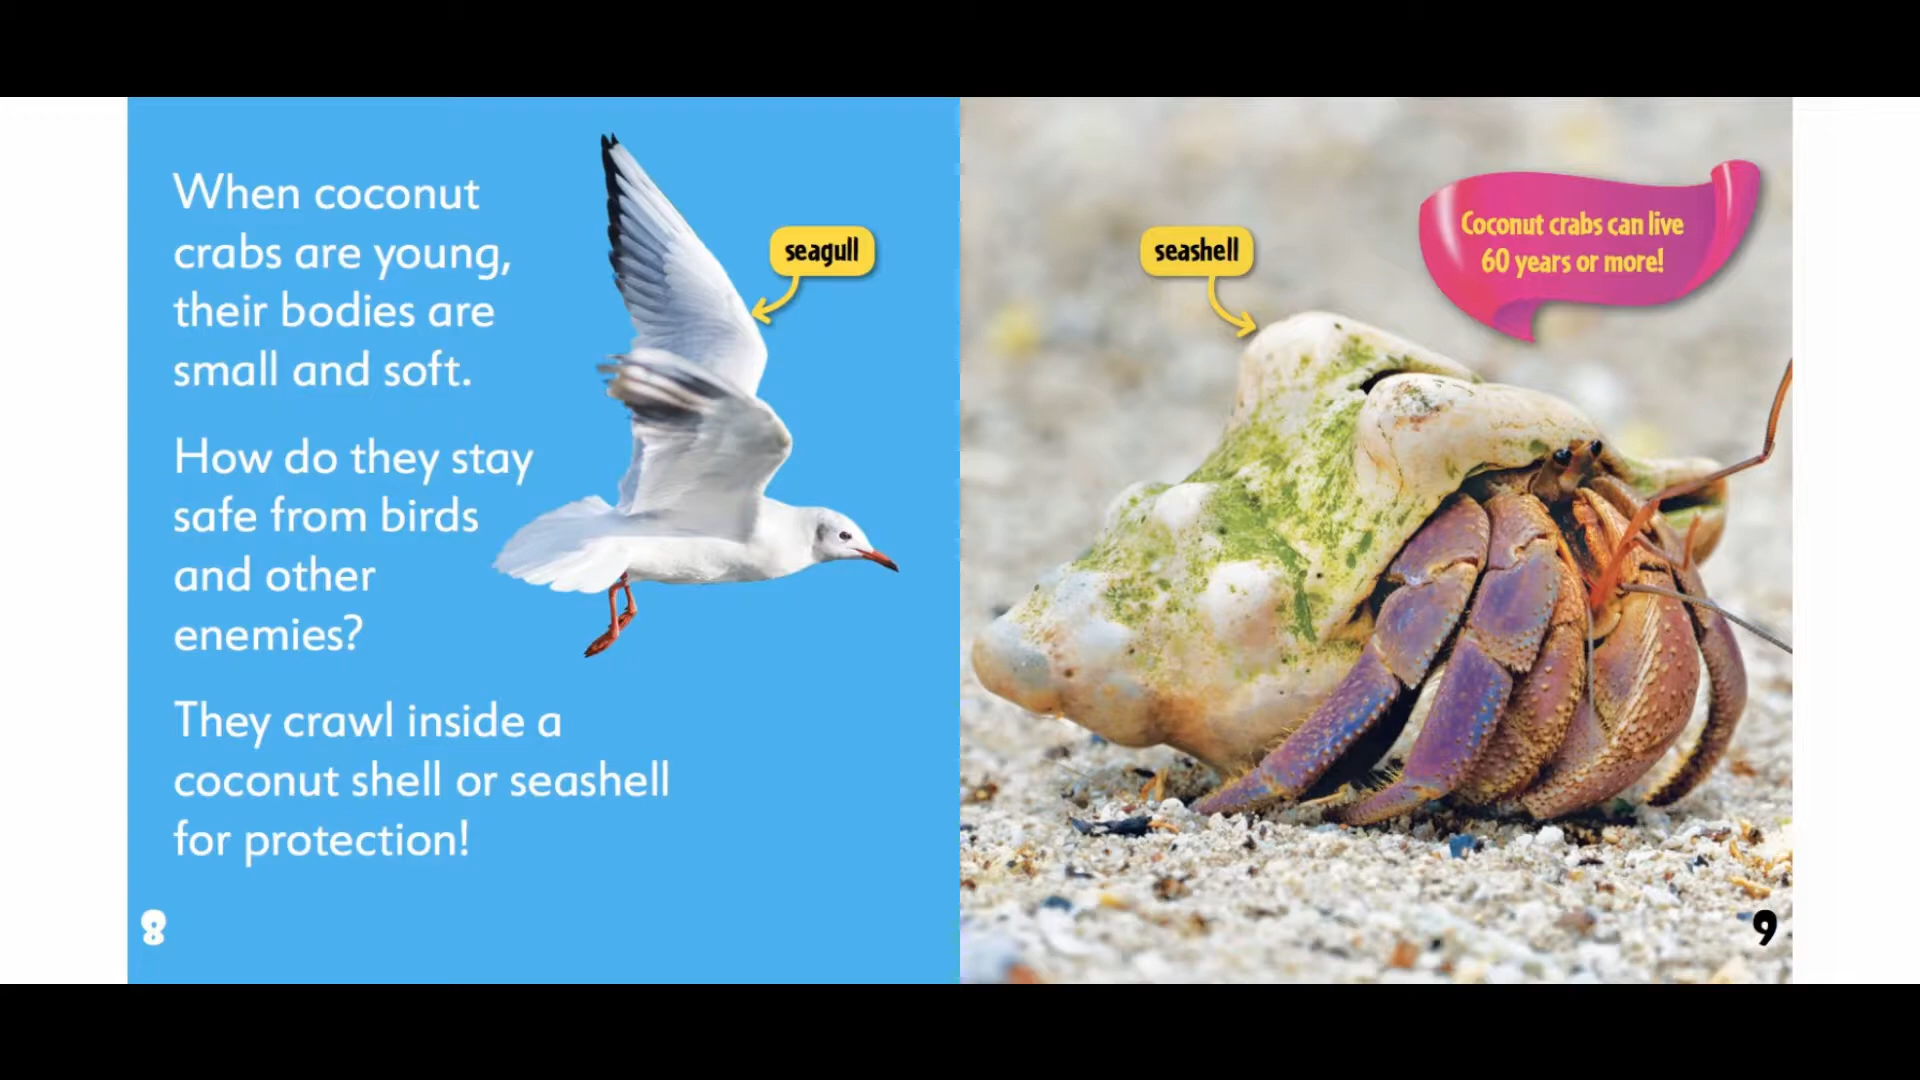 When coconut
crabs are young,
their bodies are
small and soft.
How do they stay
safe from birds
and other
enemies?
They crawl inside a
coconut shell or seashell
for protection!
seagull
8
seashell
Coconut crabs can live
60 years or more!
9